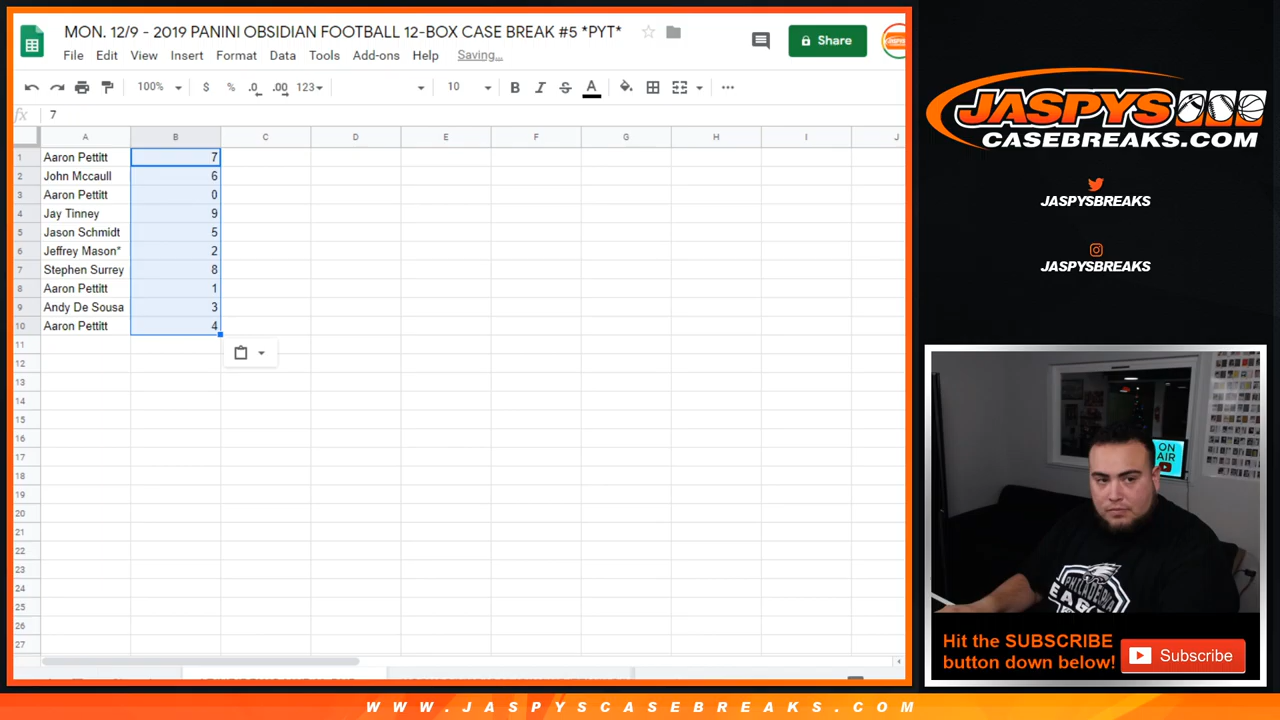 MON. 12/9 - 2019 PANINI OBSIDIAN FOOTBALL 12-BOX CASE BREAK #5 *PYT*
File Edit View Insert Format Data Tools Add-ons Help Saving...
Share
100% $ % .0 .00 123 10 B I S A
fx 7
A B C D E F G H I J
1 Aaron Pettitt 7
2 John Mccaull 6
3 Aaron Pettitt 0
4 Jay Tinney 9
5 Jason Schmidt 5
6 Jeffrey Mason* 2
7 Stephen Surrey 8
8 Aaron Pettitt 1
9 Andy De Sousa 3
10 Aaron Pettitt 4
11
12
13
14
15
16
17
18
19
20
21
22
23
24
25
26
27
JASPYS
CASEBREAKS.COM
JASPYSBREAKS
JASPYSBREAKS
ON
AIR
PHILADELPHIA
Hit the SUBSCRIBE
button down below!
Subscribe
WWW.JASPYSCASEBREAKS.COM